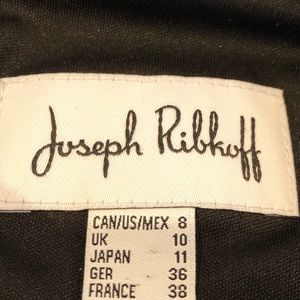 Joseph Ribkoff
CAN/US/MEX 8
UK 10
JAPAN 11
GER 36
FRANCE 38